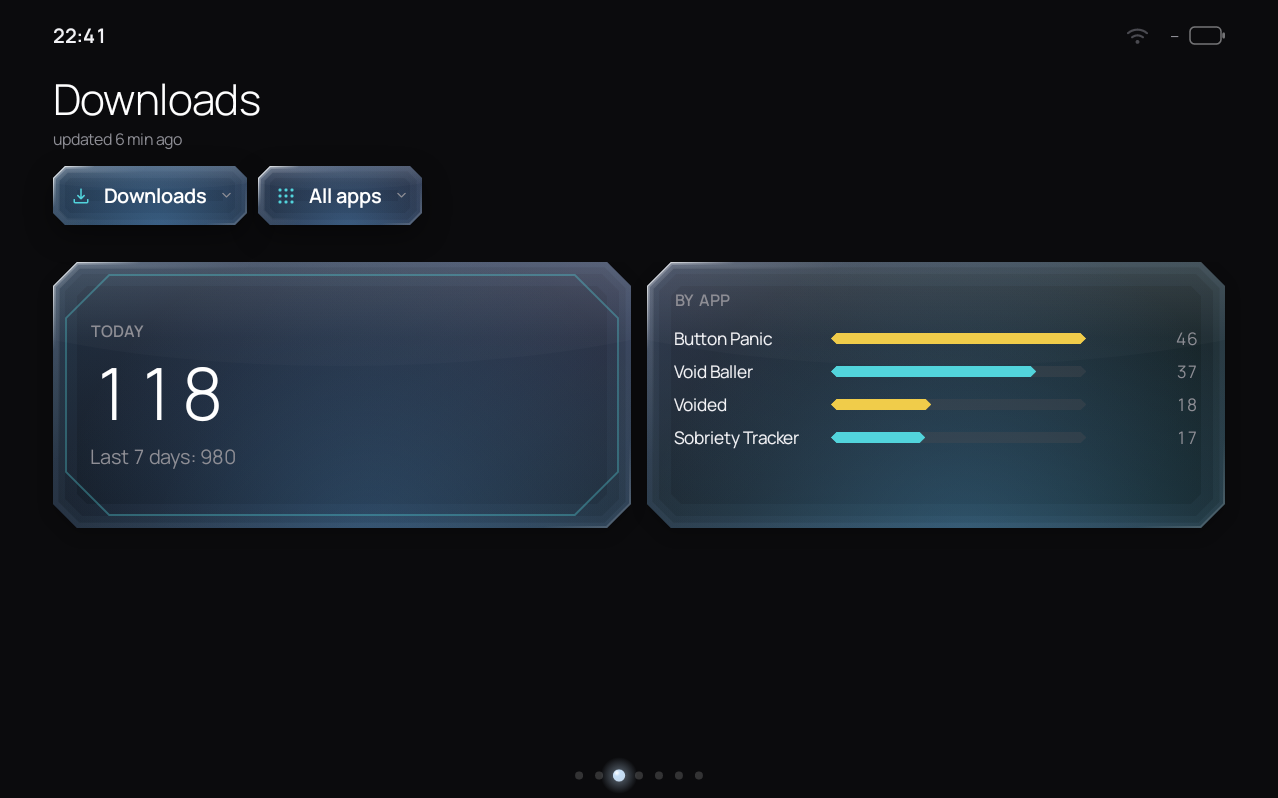 22:41
–
Downloads
updated 6 min ago
Downloads
All apps
TODAY
118
Last 7 days: 980
BY APP
Button Panic 46
Void Baller 37
Voided 18
Sobriety Tracker 17